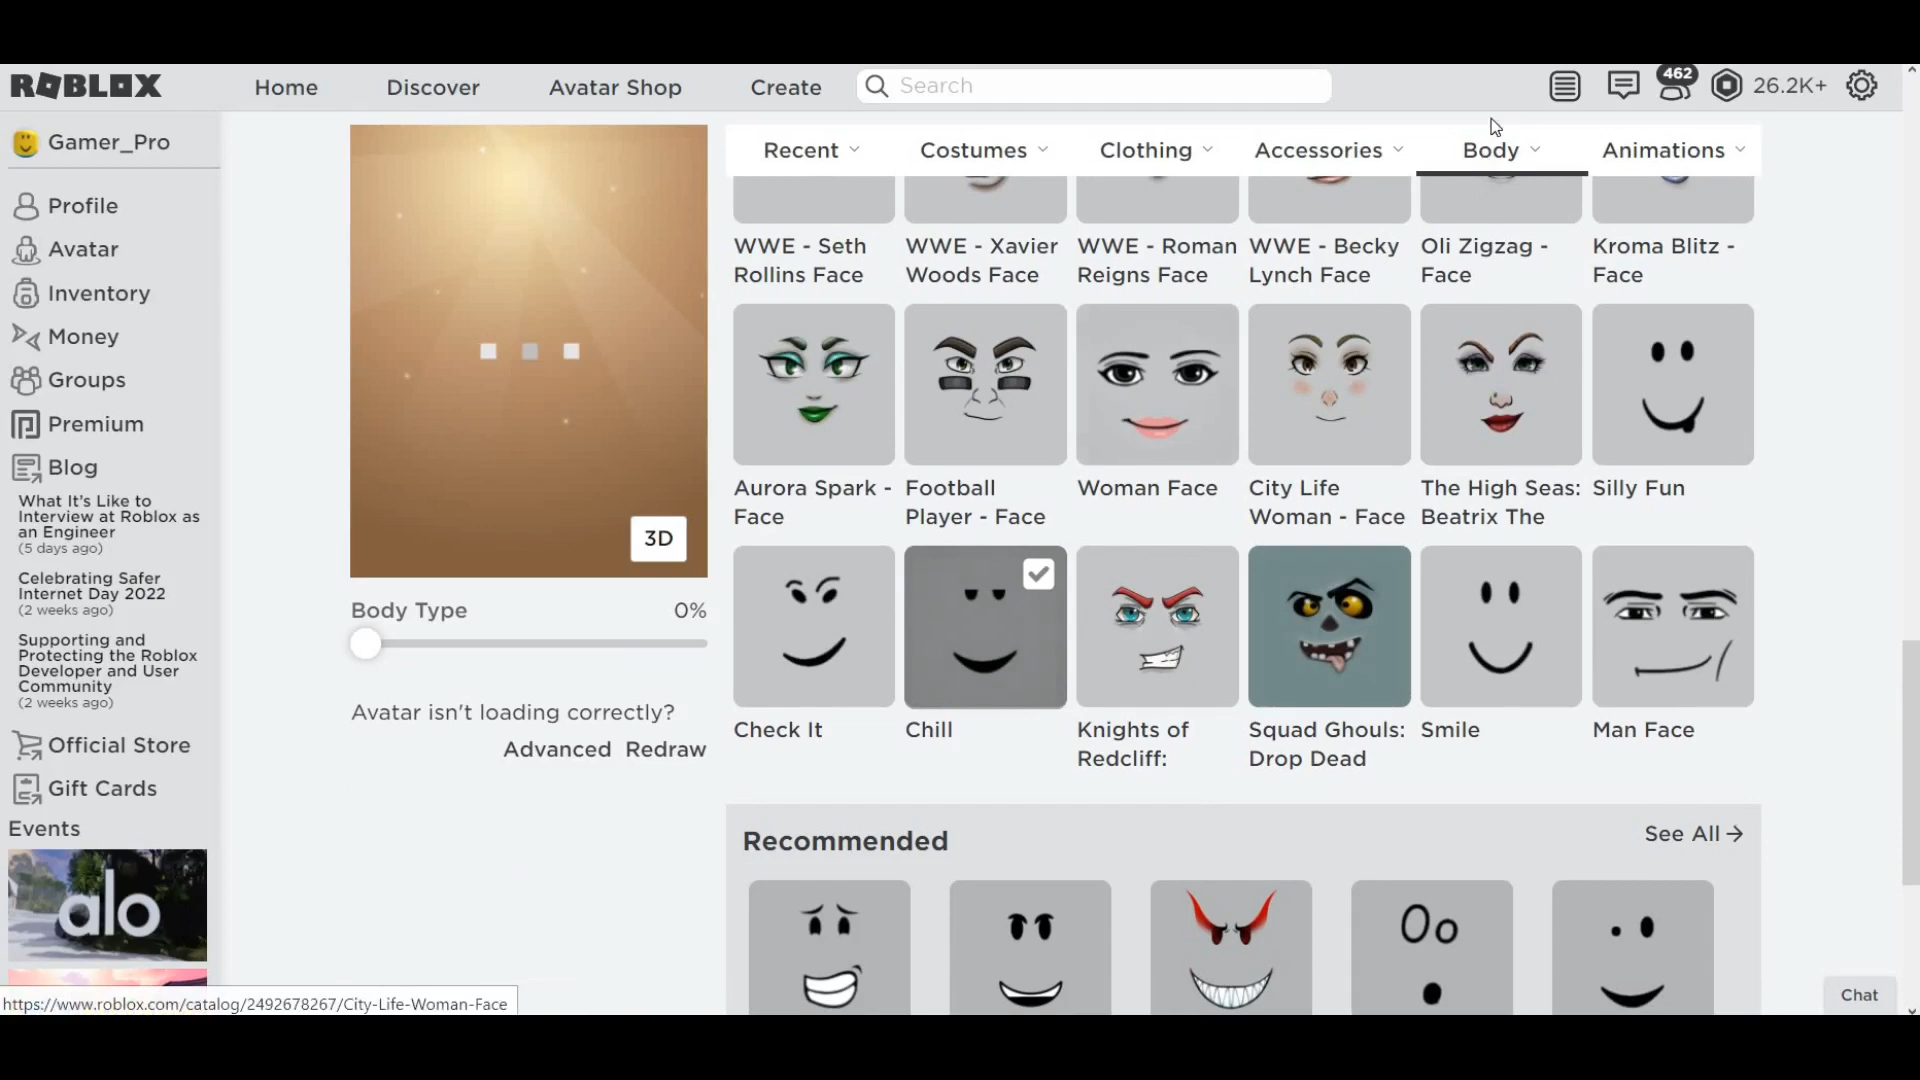 ROBLOX
Home
Discover
Avatar Shop
Create
Search
462
26.2K+
Gamer_Pro
Profile
Avatar
Inventory
Money
Groups
Premium
Blog
What It's Like to
Interview at Roblox as
an Engineer
(5 days ago)
Celebrating Safer
Internet Day 2022
(2 weeks ago)
Supporting and
Protecting the Roblox
Developer and User
Community
(2 weeks ago)
Official Store
Gift Cards
Events
alo
https://www.roblox.com/catalog/2492678267/City-Life-Woman-Face
3D
Body Type
0%
Avatar isn't loading correctly?
Advanced
Redraw
Recent
Costumes
Clothing
Accessories
Body
Animations
WWE - Seth
Rollins Face
WWE - Xavier
Woods Face
WWE - Roman
Reigns Face
WWE - Becky
Lynch Face
Oli Zigzag -
Face
Kroma Blitz -
Face
Aurora Spark -
Face
Football
Player - Face
Woman Face
City Life
Woman - Face
The High Seas:
Beatrix The
Silly Fun
Check It
Chill
Knights of
Redcliff:
Squad Ghouls:
Drop Dead
Smile
Man Face
Recommended
See All
Chat